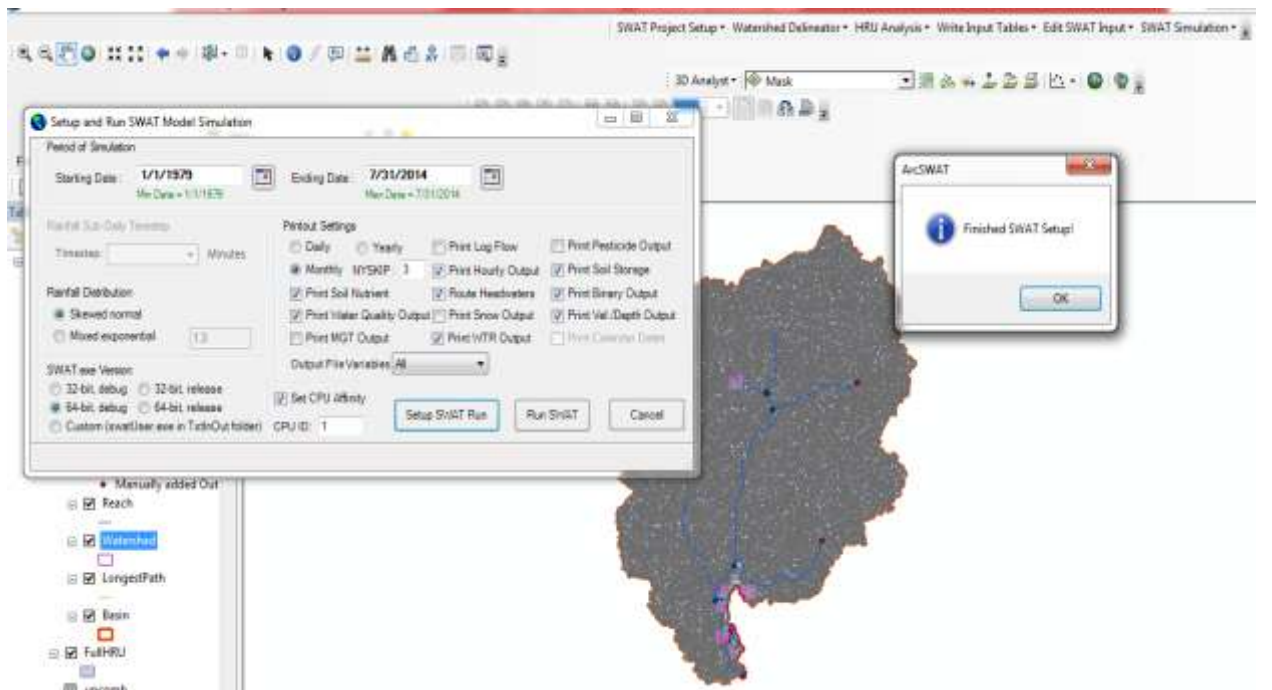 SWAT Project Setup Watershed Delineator HRU Analysis Write Input Tables Edit SWAT Input SWAT Simulation
3D Analyst Mask
Setup and Run SWAT Model Simulation
Period of Simulation
Starting Date : 1/1/1979 Ending Date : 7/31/2014
Min Date = 1/1/1979 Max Date = 7/31/2014
Rainfall Sub-Daily Timestep
Timestep: Minutes
Rainfall Distribution
Skewed normal
Mixed exponential 1.3
SWAT.exe Version
32-bit, debug 32-bit, release
64-bit, debug 64-bit, release
Custom (swatUser.exe in TxtInOut folder)
Printout Settings
Daily Yearly Print Log Flow Print Pesticide Output
Monthly NYSKIP: 3 Print Hourly Output Print Soil Storage
Print Soil Nutrient Route Headwaters Print Binary Output
Print Water Quality Output Print Snow Output Print Vel./Depth Output
Print MGT Output Print WTR Output Print Calendar Dates
Output File Variables: All
Set CPU Affinity
CPU ID: 1
Setup SWAT Run Run SWAT Cancel
ArcSWAT
Finished SWAT Setup!
OK
Manually added Out
Reach
Watershed
LongestPath
Basin
FullHRU